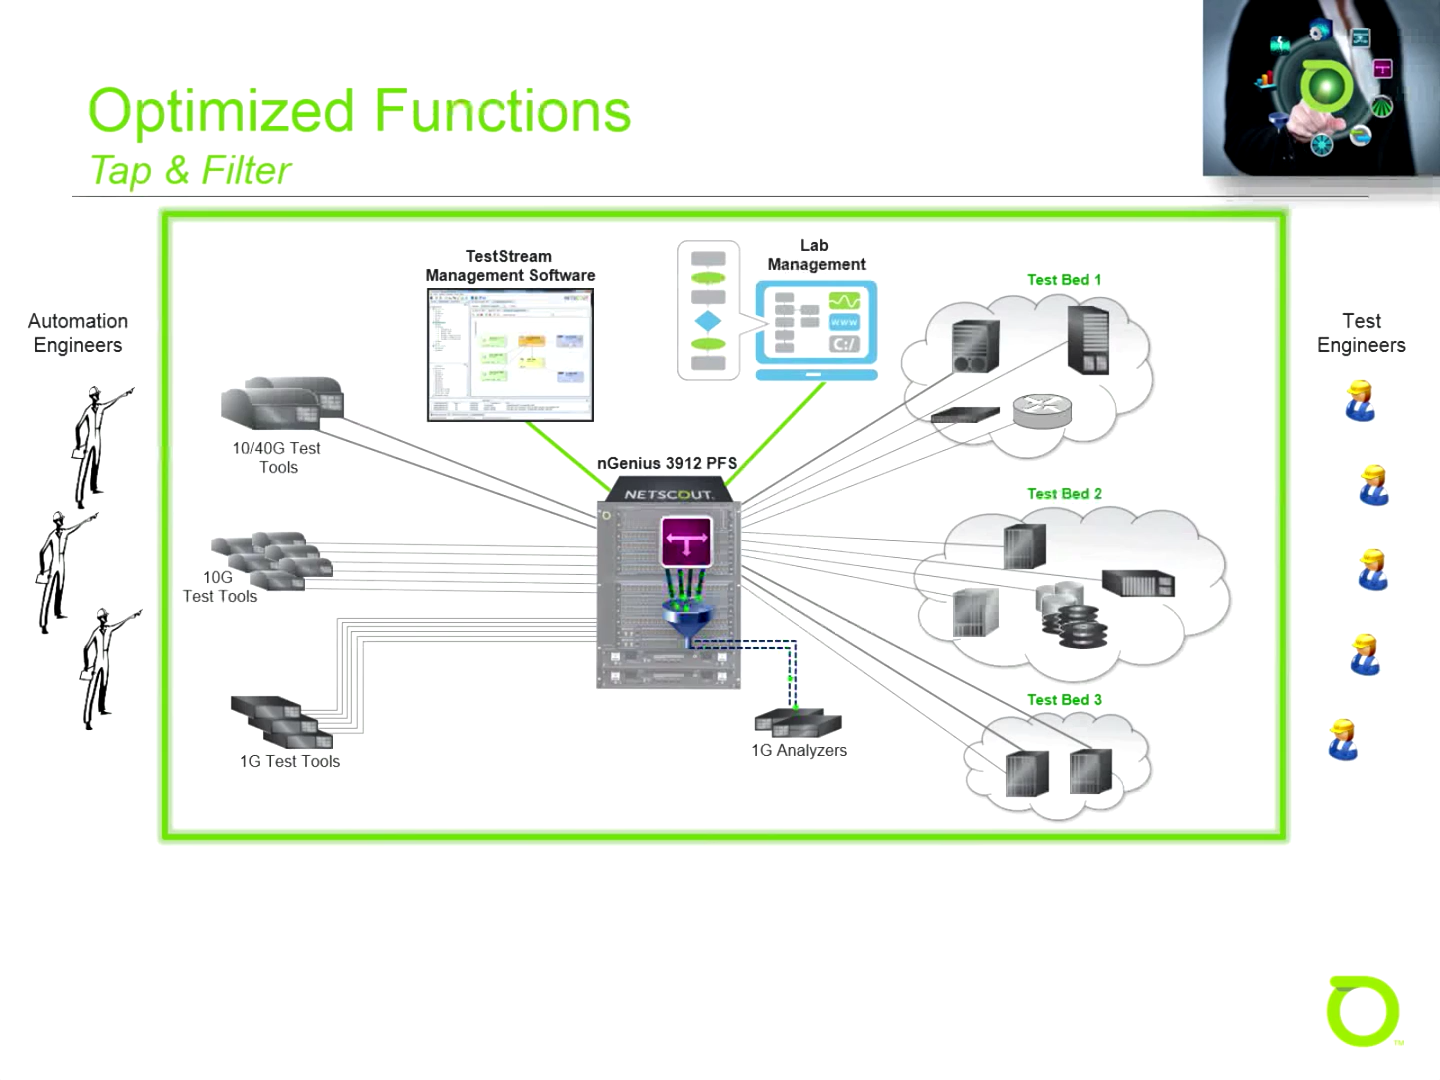 Optimized Functions
Tap & Filter
Automation
Engineers
TestStream
Management Software
Lab
Management
WWW
C:/
Test Bed 1
Test
Engineers
10/40G Test
Tools
nGenius 3912 PFS
NETSCOUT.
Test Bed 2
10G
Test Tools
Test Bed 3
1G Test Tools
1G Analyzers
TM